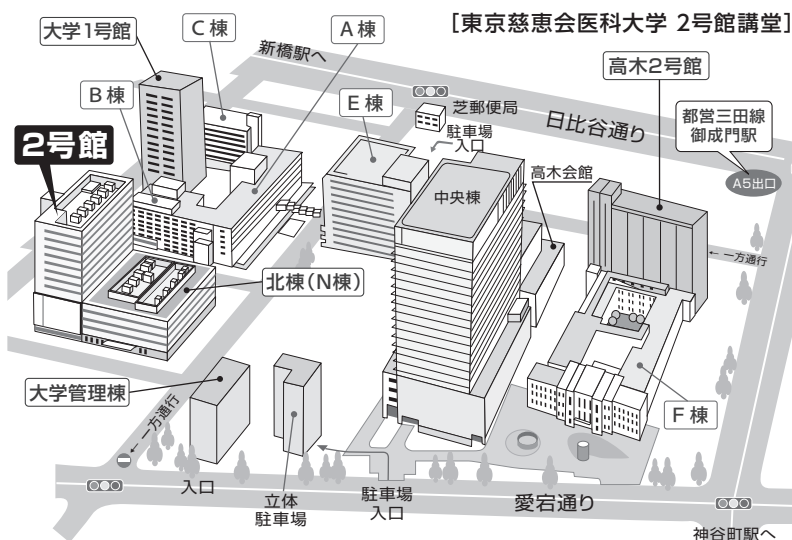 [東京慈恵会医科大学 2号館講堂]
大学1号館
C棟
A棟
新橋駅へ
高木2号館
B棟
E棟
芝郵便局
日比谷通り
都営三田線
御成門駅
2号館
駐車場
入口
A5出口
中央棟
高木会館
一方通行
北棟(N棟)
大学管理棟
F棟
一方通行
入口
立体
駐車場
駐車場
入口
愛宕通り
神谷町駅へ